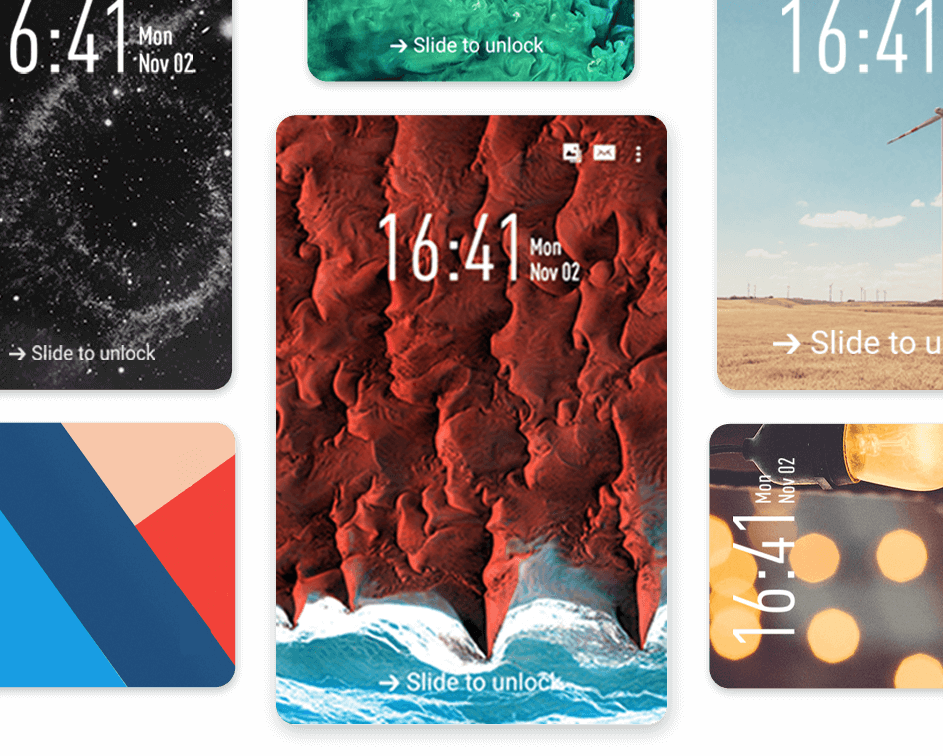 6:41
Mon
Nov 02
→ Slide to unlock
→ Slide to unlock
16:41
Mon
Nov 02
→ Slide to unlock
16:41
→ Slide to u
16:41
Mon
Nov 02